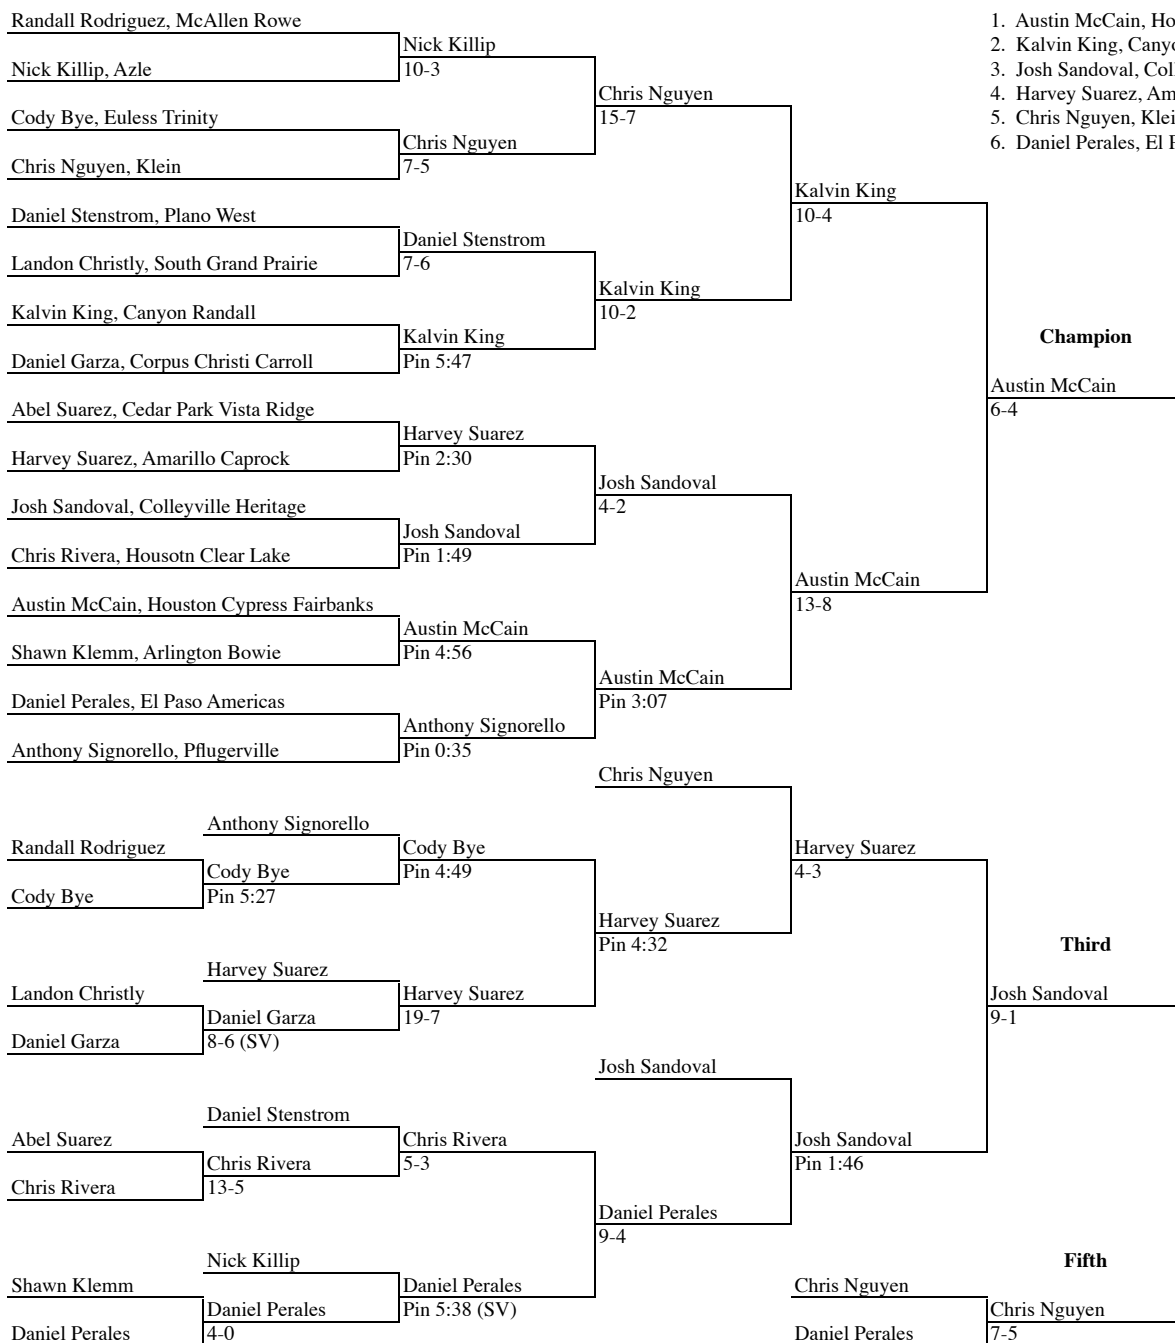 Randall Rodriguez, McAllen Rowe
1. Austin McCain, Ho
Nick Killip
2. Kalvin King, Canyo
Nick Killip, Azle
10-3
3. Josh Sandoval, Col
Chris Nguyen
4. Harvey Suarez, Am
Cody Bye, Euless Trinity
15-7
5. Chris Nguyen, Klei
Chris Nguyen
6. Daniel Perales, El P
Chris Nguyen, Klein
7-5
Kalvin King
Daniel Stenstrom, Plano West
10-4
Daniel Stenstrom
Landon Christly, South Grand Prairie
7-6
Kalvin King
Kalvin King, Canyon Randall
10-2
Kalvin King
Champion
Daniel Garza, Corpus Christi Carroll
Pin 5:47
Austin McCain
Abel Suarez, Cedar Park Vista Ridge
6-4
Harvey Suarez
Harvey Suarez, Amarillo Caprock
Pin 2:30
Josh Sandoval
Josh Sandoval, Colleyville Heritage
4-2
Josh Sandoval
Chris Rivera, Housotn Clear Lake
Pin 1:49
Austin McCain
Austin McCain, Houston Cypress Fairbanks
13-8
Austin McCain
Shawn Klemm, Arlington Bowie
Pin 4:56
Austin McCain
Daniel Perales, El Paso Americas
Pin 3:07
Anthony Signorello
Anthony Signorello, Pflugerville
Pin 0:35
Chris Nguyen
Anthony Signorello
Randall Rodriguez
Cody Bye
Harvey Suarez
Cody Bye
Pin 4:49
4-3
Cody Bye
Pin 5:27
Harvey Suarez
Pin 4:32
Third
Harvey Suarez
Landon Christly
Harvey Suarez
Josh Sandoval
Daniel Garza
19-7
9-1
Daniel Garza
8-6 (SV)
Josh Sandoval
Daniel Stenstrom
Abel Suarez
Chris Rivera
Josh Sandoval
Chris Rivera
5-3
Pin 1:46
Chris Rivera
13-5
Daniel Perales
9-4
Nick Killip
Fifth
Shawn Klemm
Daniel Perales
Chris Nguyen
Daniel Perales
Pin 5:38 (SV)
Chris Nguyen
Daniel Perales
4-0
Daniel Perales
7-5